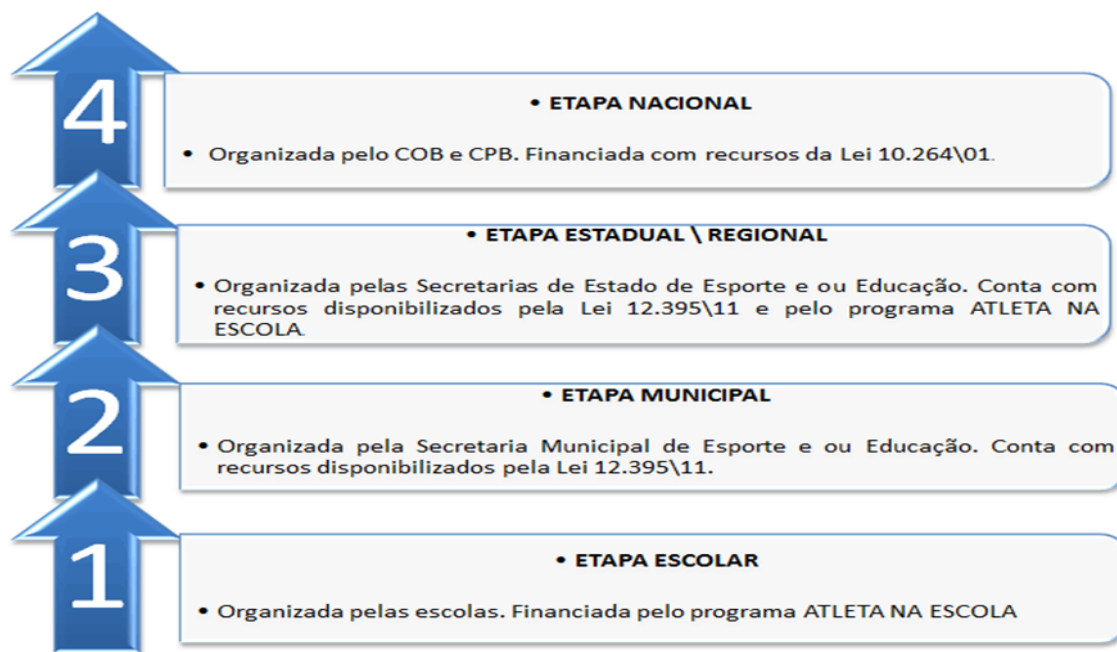 4
• ETAPA NACIONAL
• Organizada pelo COB e CPB. Financiada com recursos da Lei 10.264\01.
3
• ETAPA ESTADUAL \ REGIONAL
• Organizada pelas Secretarias de Estado de Esporte e ou Educação. Conta com
recursos disponibilizados pela Lei 12.395\11 e pelo programa ATLETA NA
ESCOLA.
2
• ETAPA MUNICIPAL
• Organizada pela Secretaria Municipal de Esporte e ou Educação. Conta com
recursos disponibilizados pela Lei 12.395\11.
1
• ETAPA ESCOLAR
• Organizada pelas escolas. Financiada pelo programa ATLETA NA ESCOLA